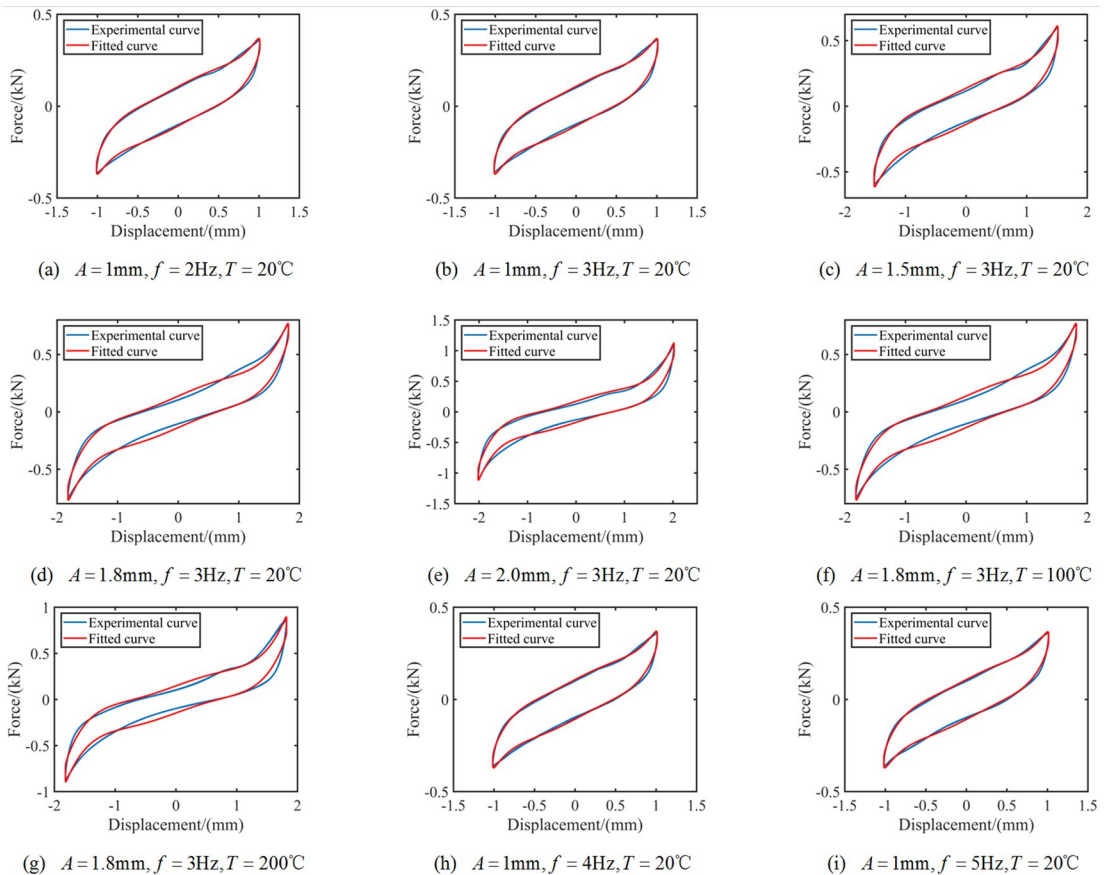 Experimental curve
Fitted curve
0.5
0
-0.5
Force/(kN)
-1.5 -1 -0.5 0 0.5 1 1.5
Displacement/(mm)
(a) A = 1mm, f = 2Hz, T = 20℃
Experimental curve
Fitted curve
0.5
0
-0.5
Force/(kN)
-1.5 -1 -0.5 0 0.5 1 1.5
Displacement/(mm)
(b) A = 1mm, f = 3Hz, T = 20℃
Experimental curve
Fitted curve
0.5
0
-0.5
Force/(kN)
-2 -1 0 1 2
Displacement/(mm)
(c) A = 1.5mm, f = 3Hz, T = 20℃
Experimental curve
Fitted curve
0.5
0
-0.5
Force/(kN)
-2 -1 0 1 2
Displacement/(mm)
(d) A = 1.8mm, f = 3Hz, T = 20℃
Experimental curve
Fitted curve
1.5
1
0.5
0
-0.5
-1
-1.5
Force/(kN)
-2 -1 0 1 2
Displacement/(mm)
(e) A = 2.0mm, f = 3Hz, T = 20℃
Experimental curve
Fitted curve
0.5
0
-0.5
Force/(kN)
-2 -1 0 1 2
Displacement/(mm)
(f) A = 1.8mm, f = 3Hz, T = 100℃
Experimental curve
Fitted curve
1
0.5
0
-0.5
-1
Force/(kN)
-2 -1 0 1 2
Displacement/(mm)
(g) A = 1.8mm, f = 3Hz, T = 200℃
Experimental curve
Fitted curve
0.5
0
-0.5
Force/(kN)
-1.5 -1 -0.5 0 0.5 1 1.5
Displacement/(mm)
(h) A = 1mm, f = 4Hz, T = 20℃
Experimental curve
Fitted curve
0.5
0
-0.5
Force/(kN)
-1.5 -1 -0.5 0 0.5 1 1.5
Displacement/(mm)
(i) A = 1mm, f = 5Hz, T = 20℃